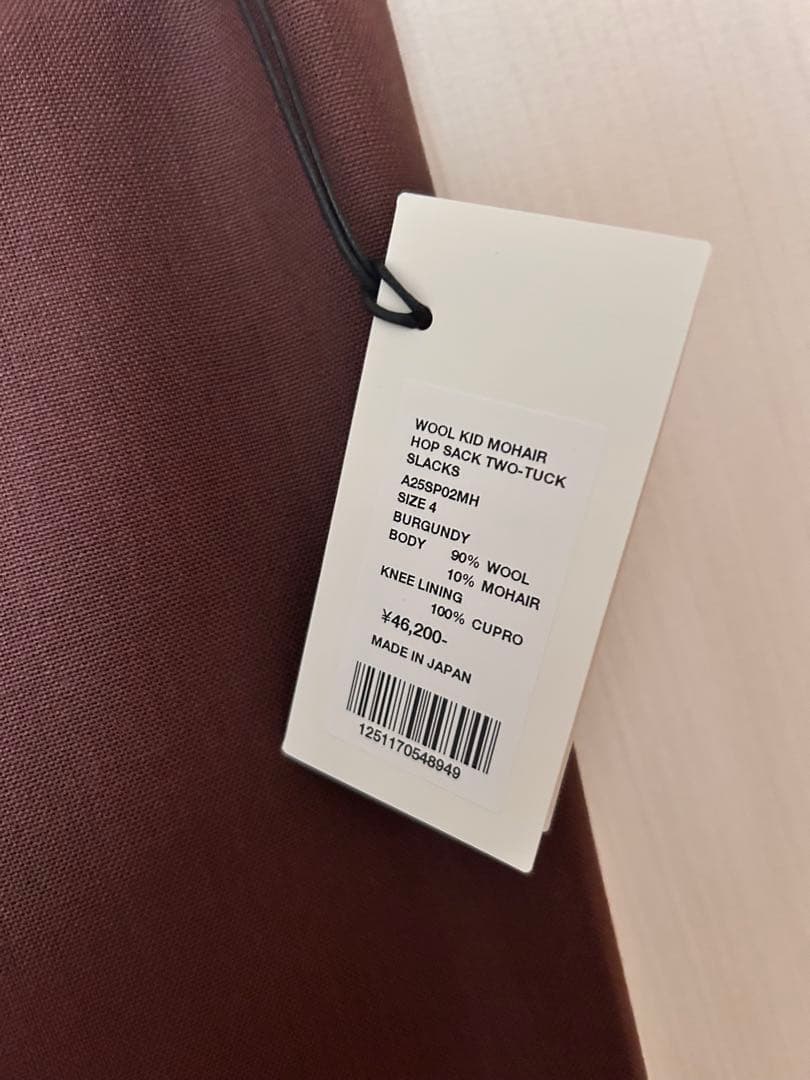 WOOL KID MOHAIR
HOP SACK TWO-TUCK
SLACKS
A25SP02MH
SIZE 4
BURGUNDY
BODY 90% WOOL
10% MOHAIR
KNEE LINING
100% CUPRO
¥46,200-
MADE IN JAPAN
1251170548949